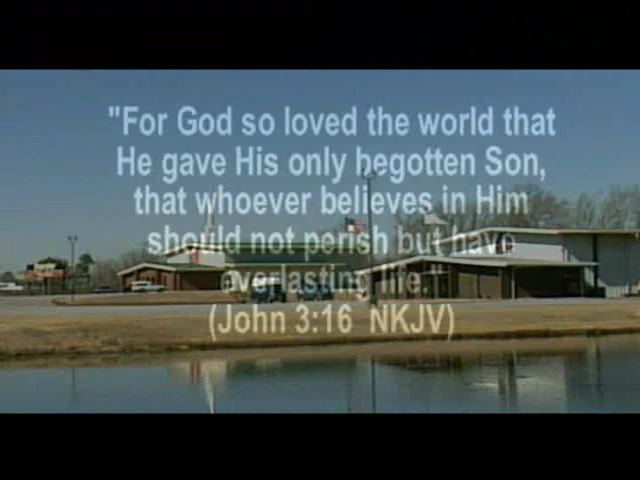 "For God so loved the world that
He gave His only begotten Son,
that whoever believes in Him
should not perish but have
everlasting life."
(John 3:16 NKJV)